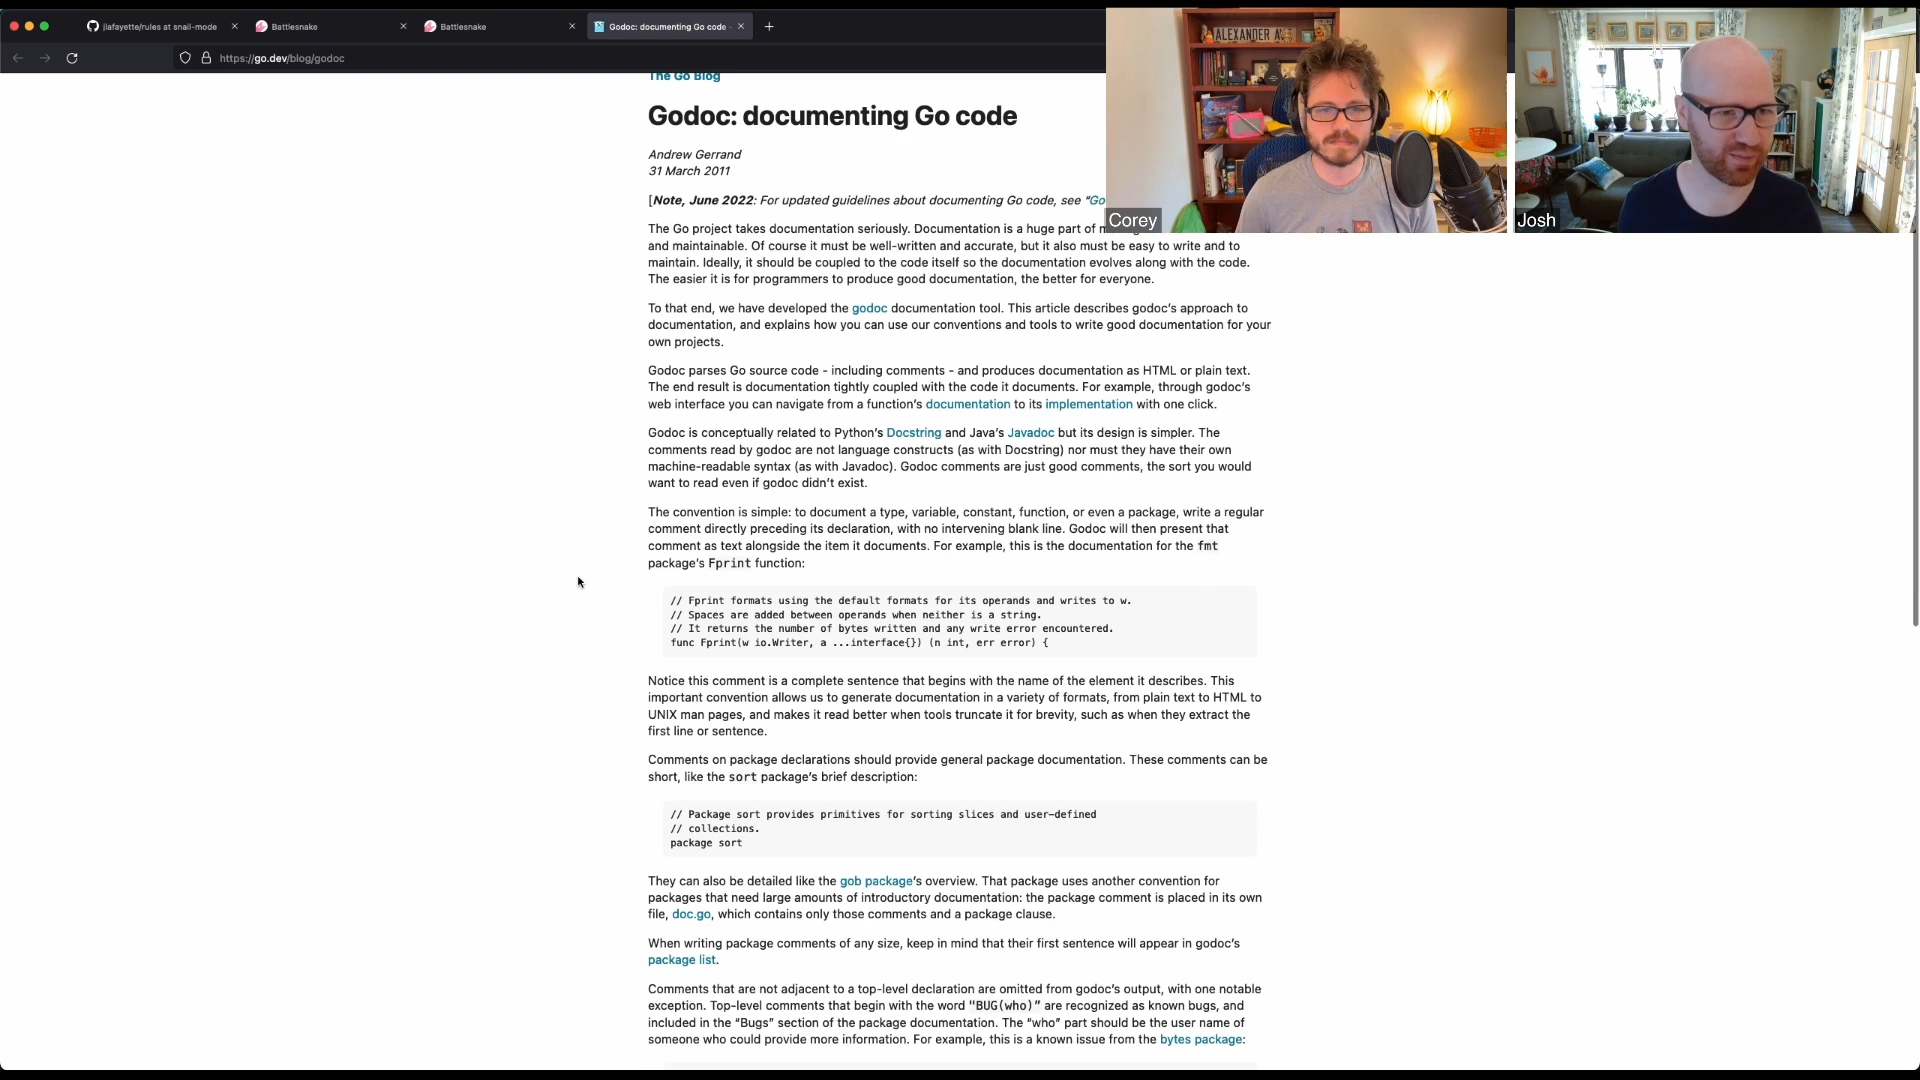 jlafayette/rules at snail-mode
Battlesnake
Battlesnake
Godoc: documenting Go code -
https://go.dev/blog/godoc
ALEXANDER A
Corey
Josh
The Go Blog
Godoc: documenting Go code
Andrew Gerrand
31 March 2011
[Note, June 2022: For updated guidelines about documenting Go code, see “Go
The Go project takes documentation seriously. Documentation is a huge part of
and maintainable. Of course it must be well-written and accurate, but it also must be easy to write and to
maintain. Ideally, it should be coupled to the code itself so the documentation evolves along with the code.
The easier it is for programmers to produce good documentation, the better for everyone.
To that end, we have developed the godoc documentation tool. This article describes godoc’s approach to
documentation, and explains how you can use our conventions and tools to write good documentation for your
own projects.
Godoc parses Go source code - including comments - and produces documentation as HTML or plain text.
The end result is documentation tightly coupled with the code it documents. For example, through godoc’s
web interface you can navigate from a function’s documentation to its implementation with one click.
Godoc is conceptually related to Python’s Docstring and Java’s Javadoc but its design is simpler. The
comments read by godoc are not language constructs (as with Docstring) nor must they have their own
machine-readable syntax (as with Javadoc). Godoc comments are just good comments, the sort you would
want to read even if godoc didn’t exist.
The convention is simple: to document a type, variable, constant, function, or even a package, write a regular
comment directly preceding its declaration, with no intervening blank line. Godoc will then present that
comment as text alongside the item it documents. For example, this is the documentation for the fmt
package’s Fprint function:
// Fprint formats using the default formats for its operands and writes to w.
// Spaces are added between operands when neither is a string.
// It returns the number of bytes written and any write error encountered.
func Fprint(w io.Writer, a ...interface{}) (n int, err error) {
Notice this comment is a complete sentence that begins with the name of the element it describes. This
important convention allows us to generate documentation in a variety of formats, from plain text to HTML to
UNIX man pages, and makes it read better when tools truncate it for brevity, such as when they extract the
first line or sentence.
Comments on package declarations should provide general package documentation. These comments can be
short, like the sort package’s brief description:
// Package sort provides primitives for sorting slices and user-defined
// collections.
package sort
They can also be detailed like the gob package’s overview. That package uses another convention for
packages that need large amounts of introductory documentation: the package comment is placed in its own
file, doc.go, which contains only those comments and a package clause.
When writing package comments of any size, keep in mind that their first sentence will appear in godoc’s
package list.
Comments that are not adjacent to a top-level declaration are omitted from godoc’s output, with one notable
exception. Top-level comments that begin with the word "BUG(who)” are recognized as known bugs, and
included in the “Bugs” section of the package documentation. The “who” part should be the user name of
someone who could provide more information. For example, this is a known issue from the bytes package: